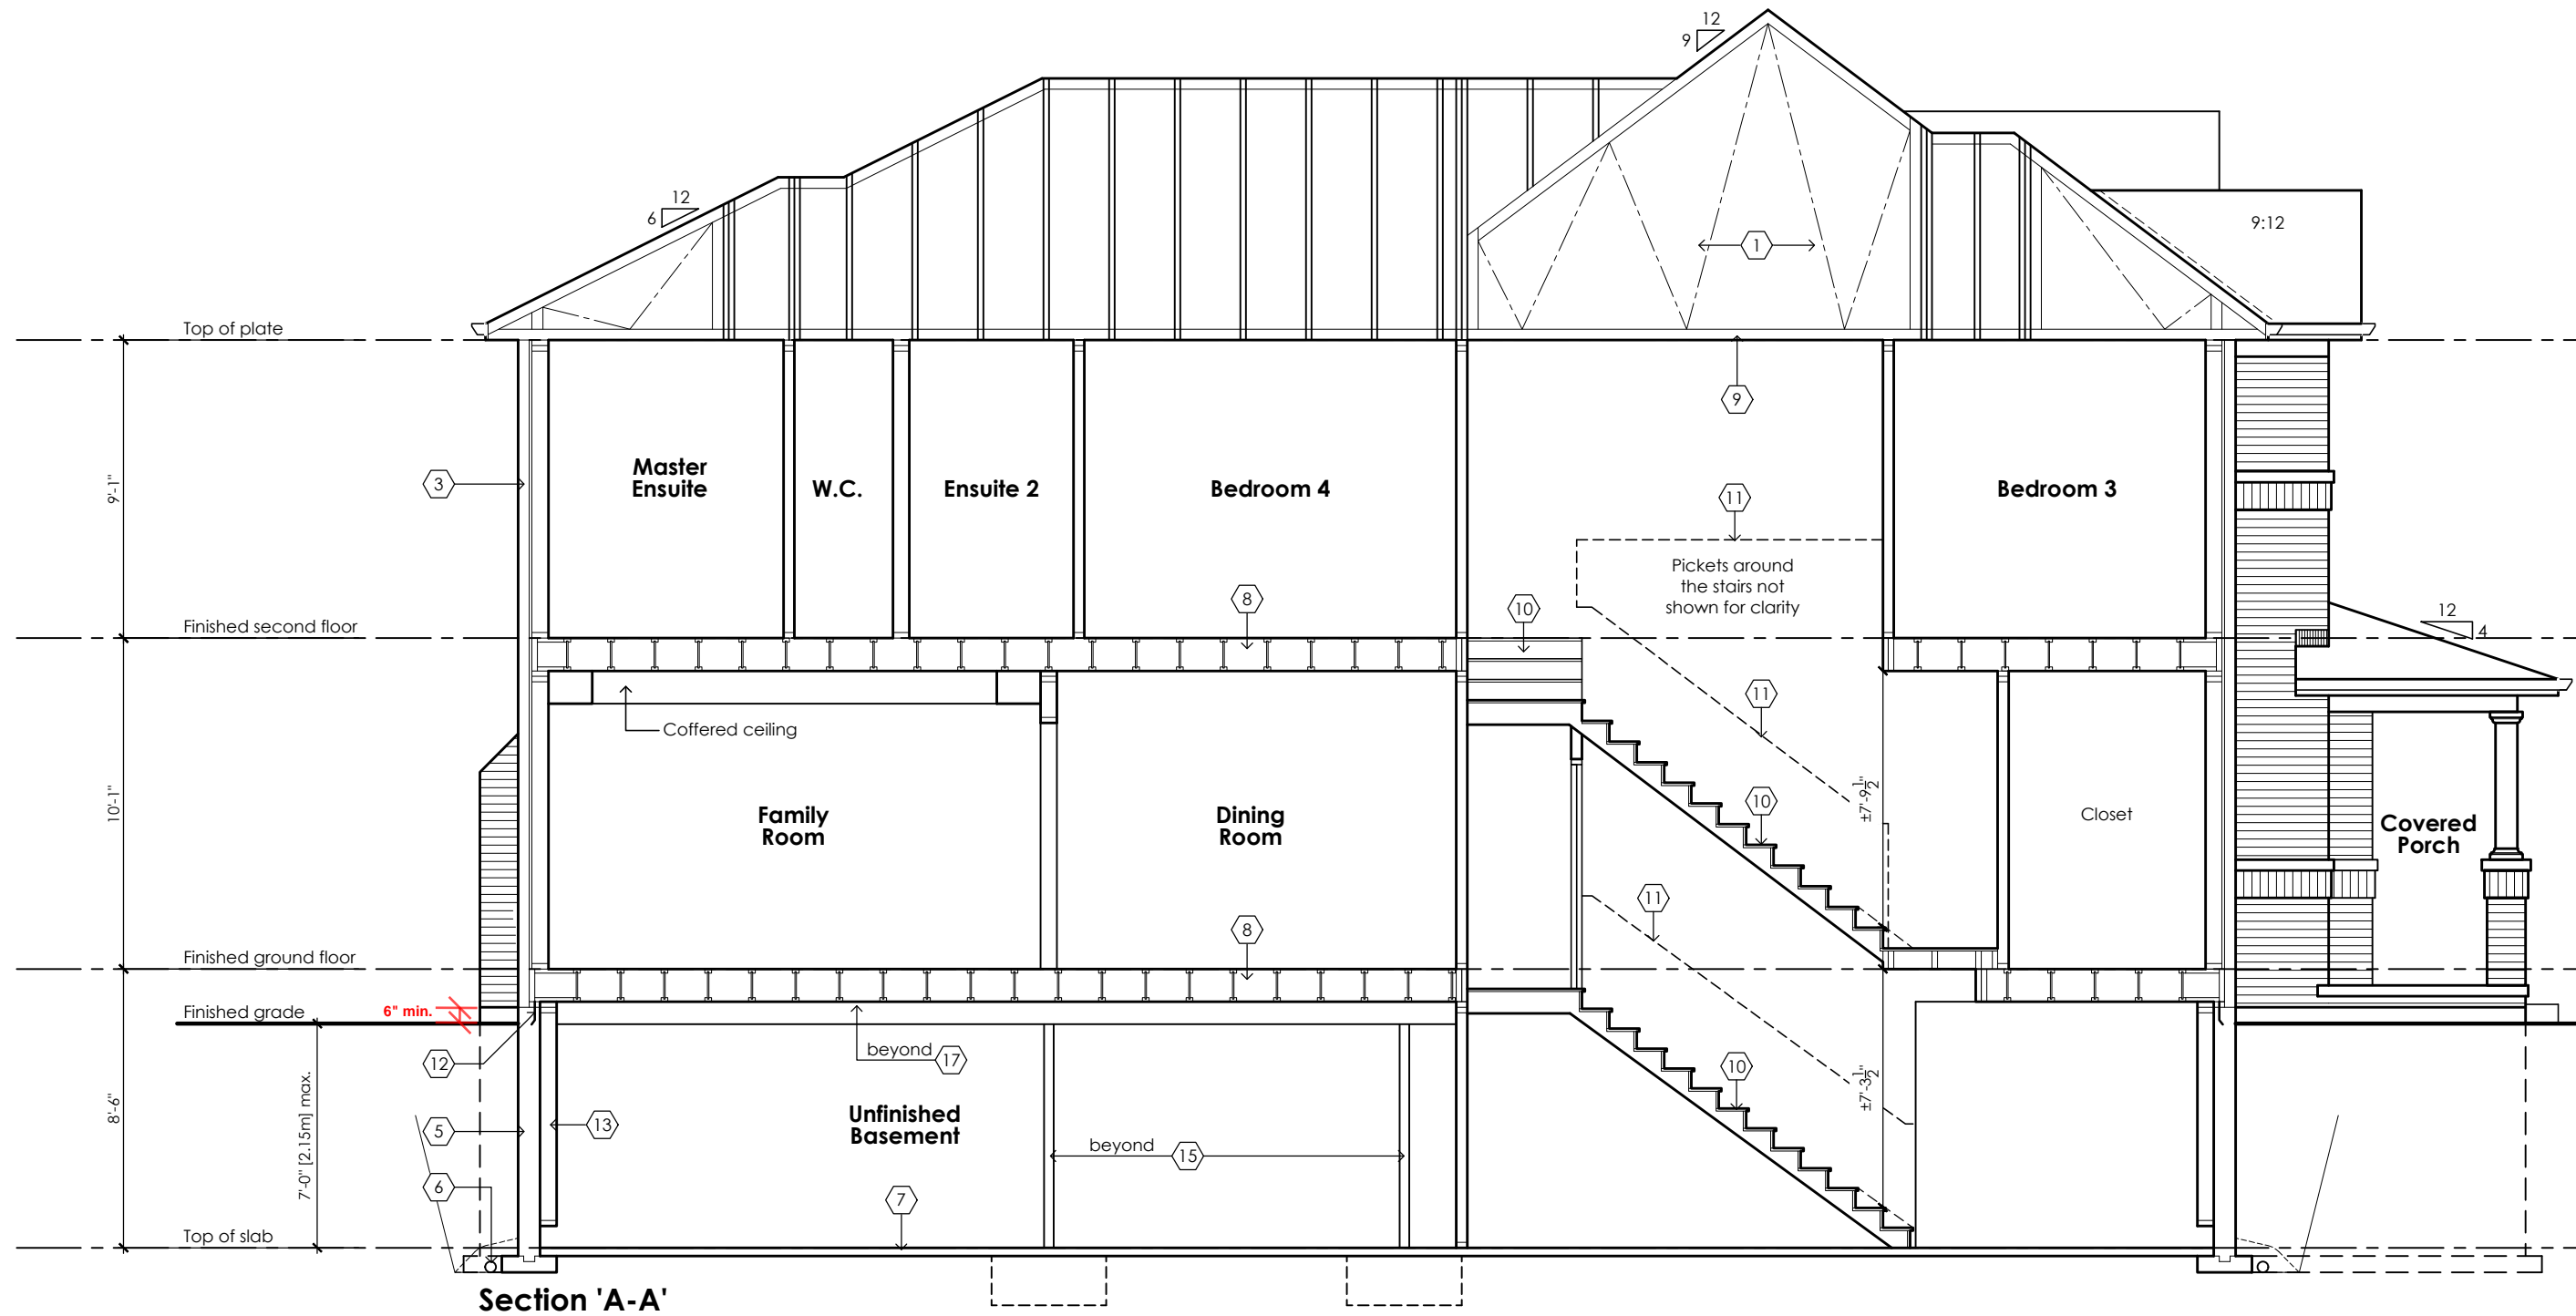 12
9
12
6
9:12
1
Top of plate
9
3
9'-1"
Master
Ensuite
W.C.
Ensuite 2
Bedroom 4
11
Bedroom 3
Pickets around
the stairs not
shown for clarity
8
10
12
4
Finished second floor
11
Coffered ceiling
10'-1"
Family
Room
Dining
Room
10
±7'-9 1/2"
Closet
Covered
Porch
11
8
Finished ground floor
6" min.
Finished grade
12
beyond
17
10
±7'-3 1/2"
8'-6"
7'-0" [2.15m] max.
5
13
Unfinished
Basement
beyond
15
6
7
Top of slab
Section 'A-A'